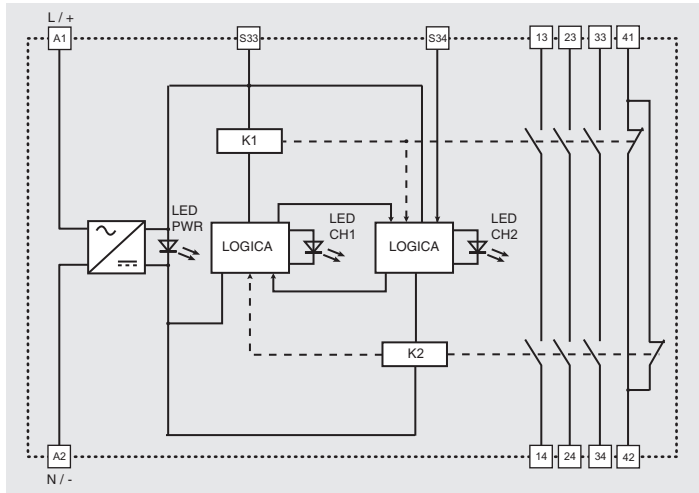 L / +
A1
S33
S34
13
23
33
41
K1
LED
PWR
LOGICA
LED
CH1
LOGICA
LED
CH2
K2
A2
N / -
14
24
34
42